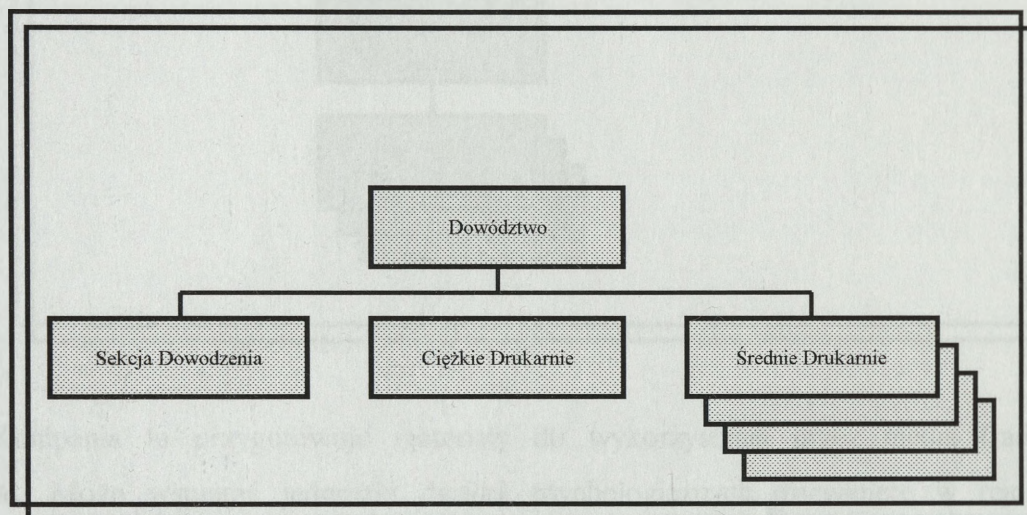 Dowództwo
Sekcja Dowodzenia
Ciężkie Drukarnie
Średnie Drukarnie